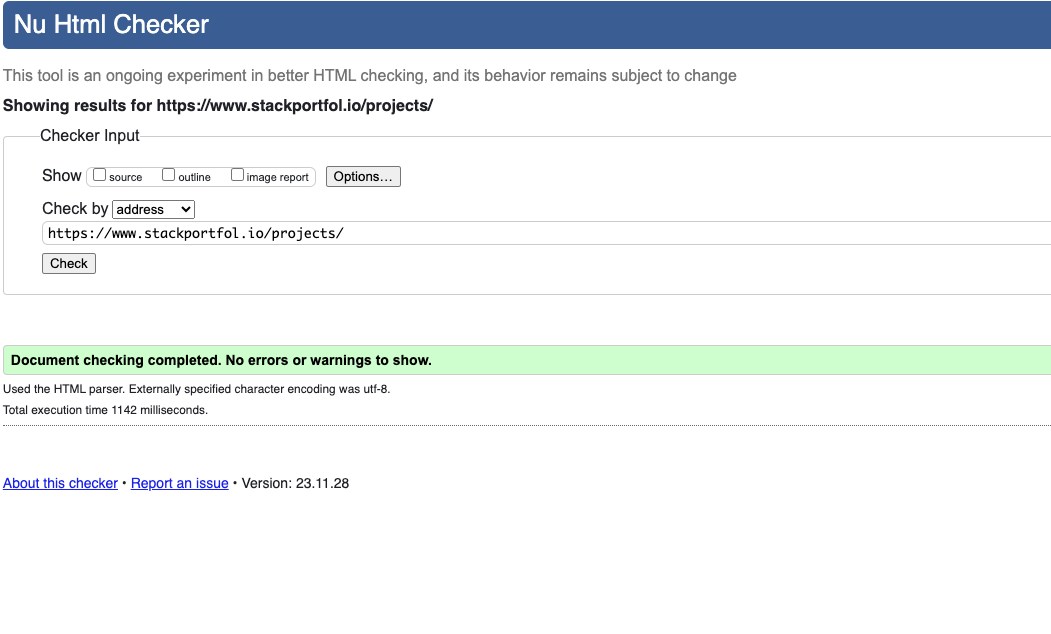 Nu Html Checker
This tool is an ongoing experiment in better HTML checking, and its behavior remains subject to change
Showing results for https://www.stackportfol.io/projects/
Checker Input
Show source outline image report Options...
Check by address
https://www.stackportfol.io/projects/
Check
Document checking completed. No errors or warnings to show.
Used the HTML parser. Externally specified character encoding was utf-8.
Total execution time 1142 milliseconds.
About this checker • Report an issue • Version: 23.11.28